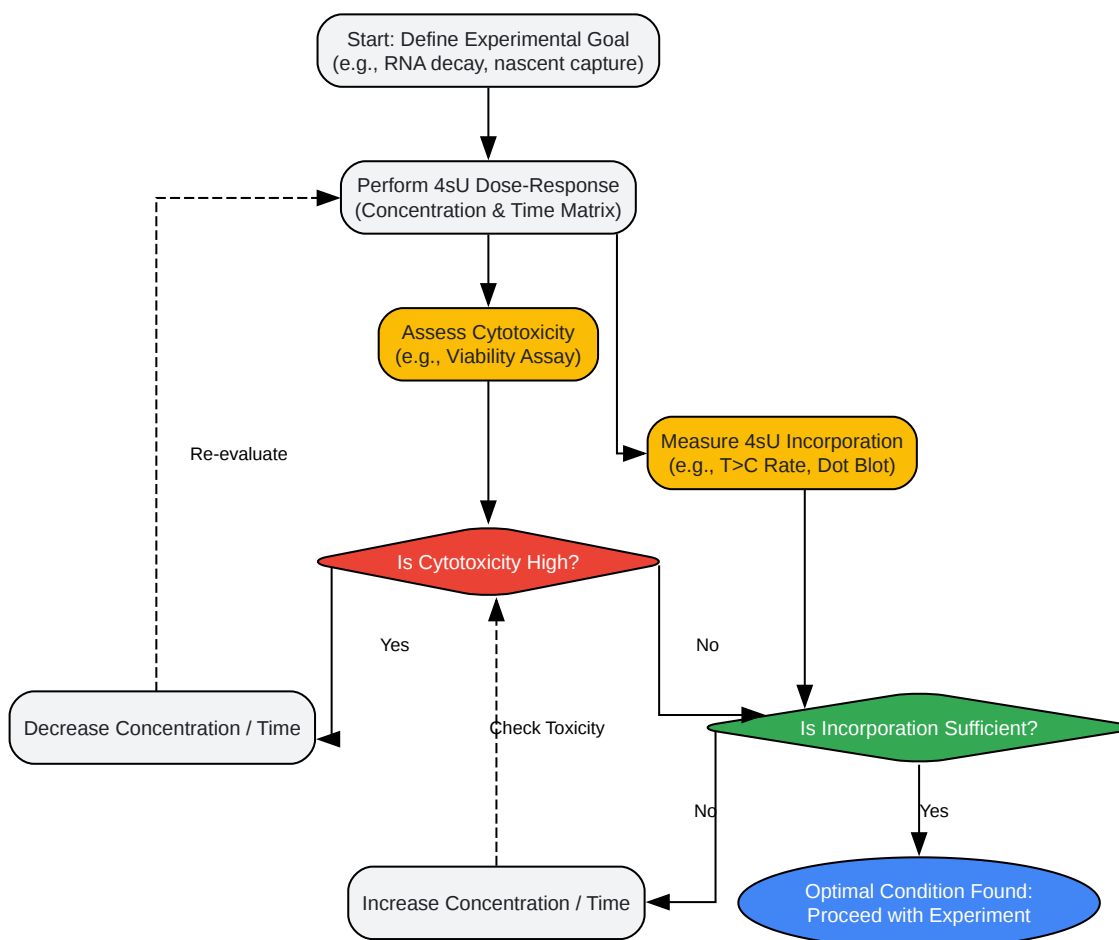 Start: Define Experimental Goal
(e.g., RNA decay, nascent capture)
Perform 4sU Dose-Response
(Concentration & Time Matrix)
Assess Cytotoxicity
(e.g., Viability Assay)
Re-evaluate
Measure 4sU Incorporation
(e.g., T>C Rate, Dot Blot)
Is Cytotoxicity High?
Yes
No
Decrease Concentration / Time
Check Toxicity
Is Incorporation Sufficient?
No
Yes
Increase Concentration / Time
Optimal Condition Found:
Proceed with Experiment